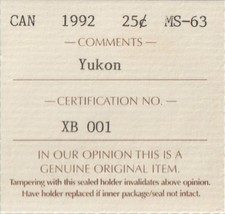 CAN 1992 25¢ MS-63
— COMMENTS —
Yukon
— CERTIFICATION NO. —
XB 001
IN OUR OPINION THIS IS A
GENUINE ORIGINAL ITEM.
Tampering with this sealed holder invalidates above opinion.
Have holder replaced if inner package/seal not intact.